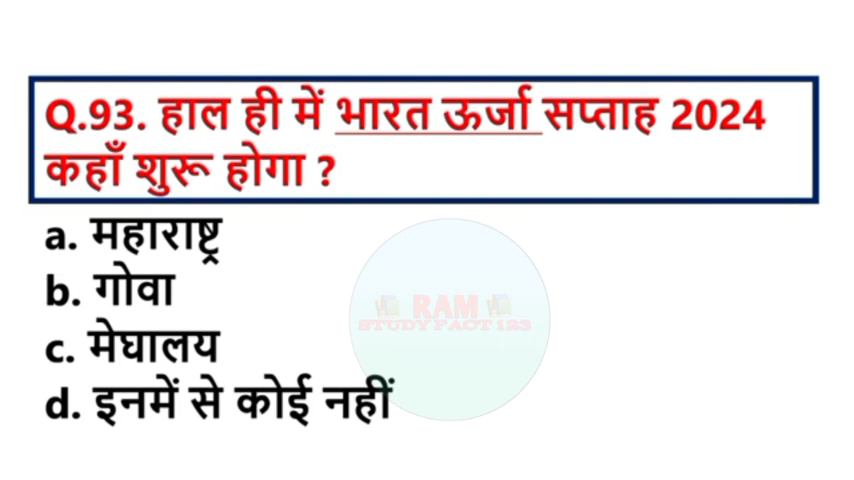 Q.93. हाल ही में भारत ऊर्जा सप्ताह 2024
कहाँ शुरू होगा ?
a. महाराष्ट्र
b. गोवा
c. मेघालय
d. इनमें से कोई नहीं
RAM
STUDY FACT 123